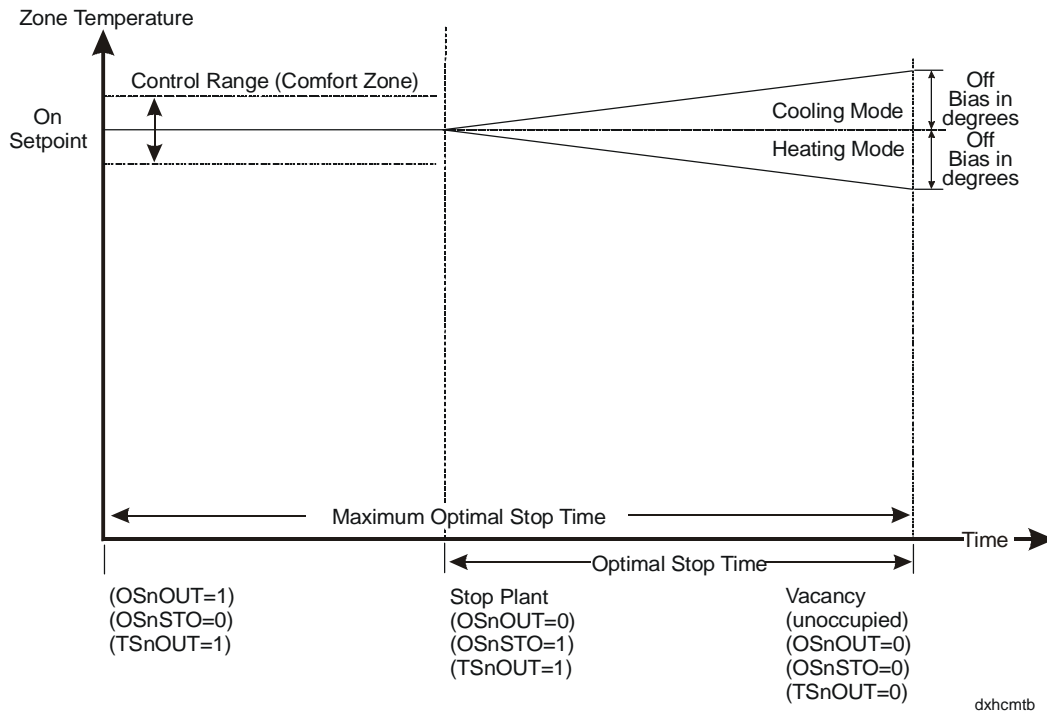 Zone Temperature
Control Range (Comfort Zone)
On
Setpoint
Cooling Mode
Heating Mode
Off
Bias in
degrees
Off
Bias in
degrees
Maximum Optimal Stop Time
Time
Optimal Stop Time
(OSnOUT=1)
(OSnSTO=0)
(TSnOUT=1)
Stop Plant
(OSnOUT=0)
(OSnSTO=1)
(TSnOUT=1)
Vacancy
(unoccupied)
(OSnOUT=0)
(OSnSTO=0)
(TSnOUT=0)
dxhcmtb